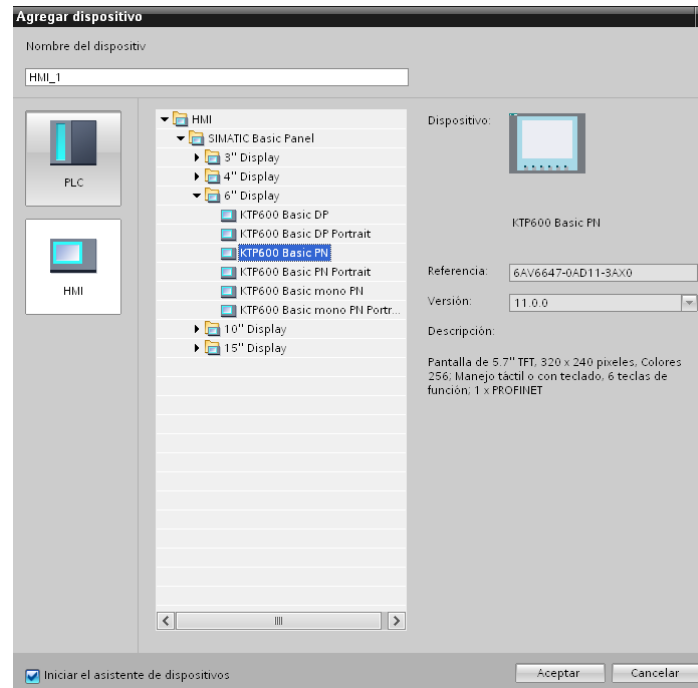 Agregar dispositivo
Nombre del dispositiv
HMI_1
PLC
HMI
HMI
SIMATIC Basic Panel
3'' Display
4'' Display
6'' Display
KTP600 Basic DP
KTP600 Basic DP Portrait
KTP600 Basic PN
KTP600 Basic PN Portrait
KTP600 Basic mono PN
KTP600 Basic mono PN Portr...
10'' Display
15'' Display
Dispositivo:
KTP600 Basic PN
Referencia:
6AV6647-0AD11-3AX0
Versión:
11.0.0
Descripción:
Pantalla de 5.7'' TFT, 320 x 240 pixeles, Colores
256; Manejo táctil o con teclado, 6 teclas de
función; 1 x PROFINET
Iniciar el asistente de dispositivos
Aceptar
Cancelar